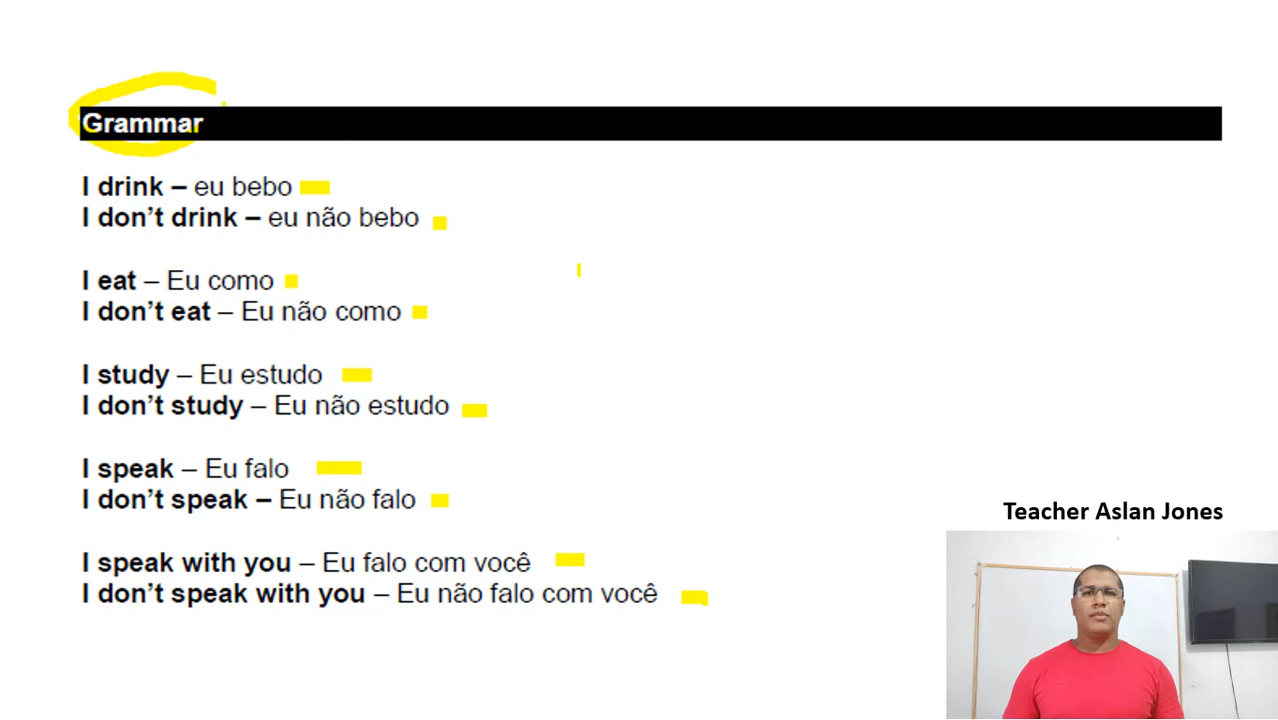 Grammar
I drink – eu bebo
I don't drink – eu não bebo
I eat – Eu como
I don't eat – Eu não como
I study – Eu estudo
I don't study – Eu não estudo
I speak – Eu falo
I don't speak – Eu não falo
I speak with you – Eu falo com você
I don't speak with you – Eu não falo com você
Teacher Aslan Jones